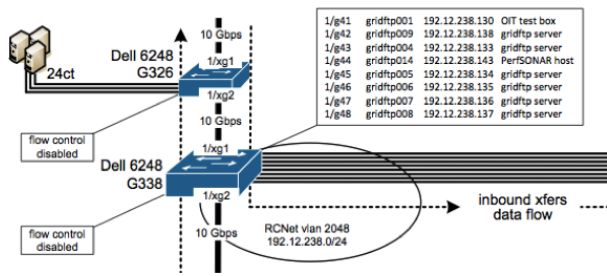 10 Gbps
1/xg1
Dell 6248
G326
24ct
1/xg2
flow control
disabled
10 Gbps
1/xg1
Dell 6248
G338
1/xg2
flow control
disabled
10 Gbps
1/g41 gridftp001 192.12.238.130 OIT test box
1/g42 gridftp009 192.12.238.138 gridftp server
1/g43 gridftp004 192.12.238.133 gridftp server
1/g44 gridftp014 192.12.238.143 PerfSONAR host
1/g45 gridftp005 192.12.238.134 gridftp server
1/g46 gridftp006 192.12.238.135 gridftp server
1/g47 gridftp007 192.12.238.136 gridftp server
1/g48 gridftp008 192.12.238.137 gridftp server
RCNet vlan 2048
192.12.238.0/24
inbound xfers
data flow